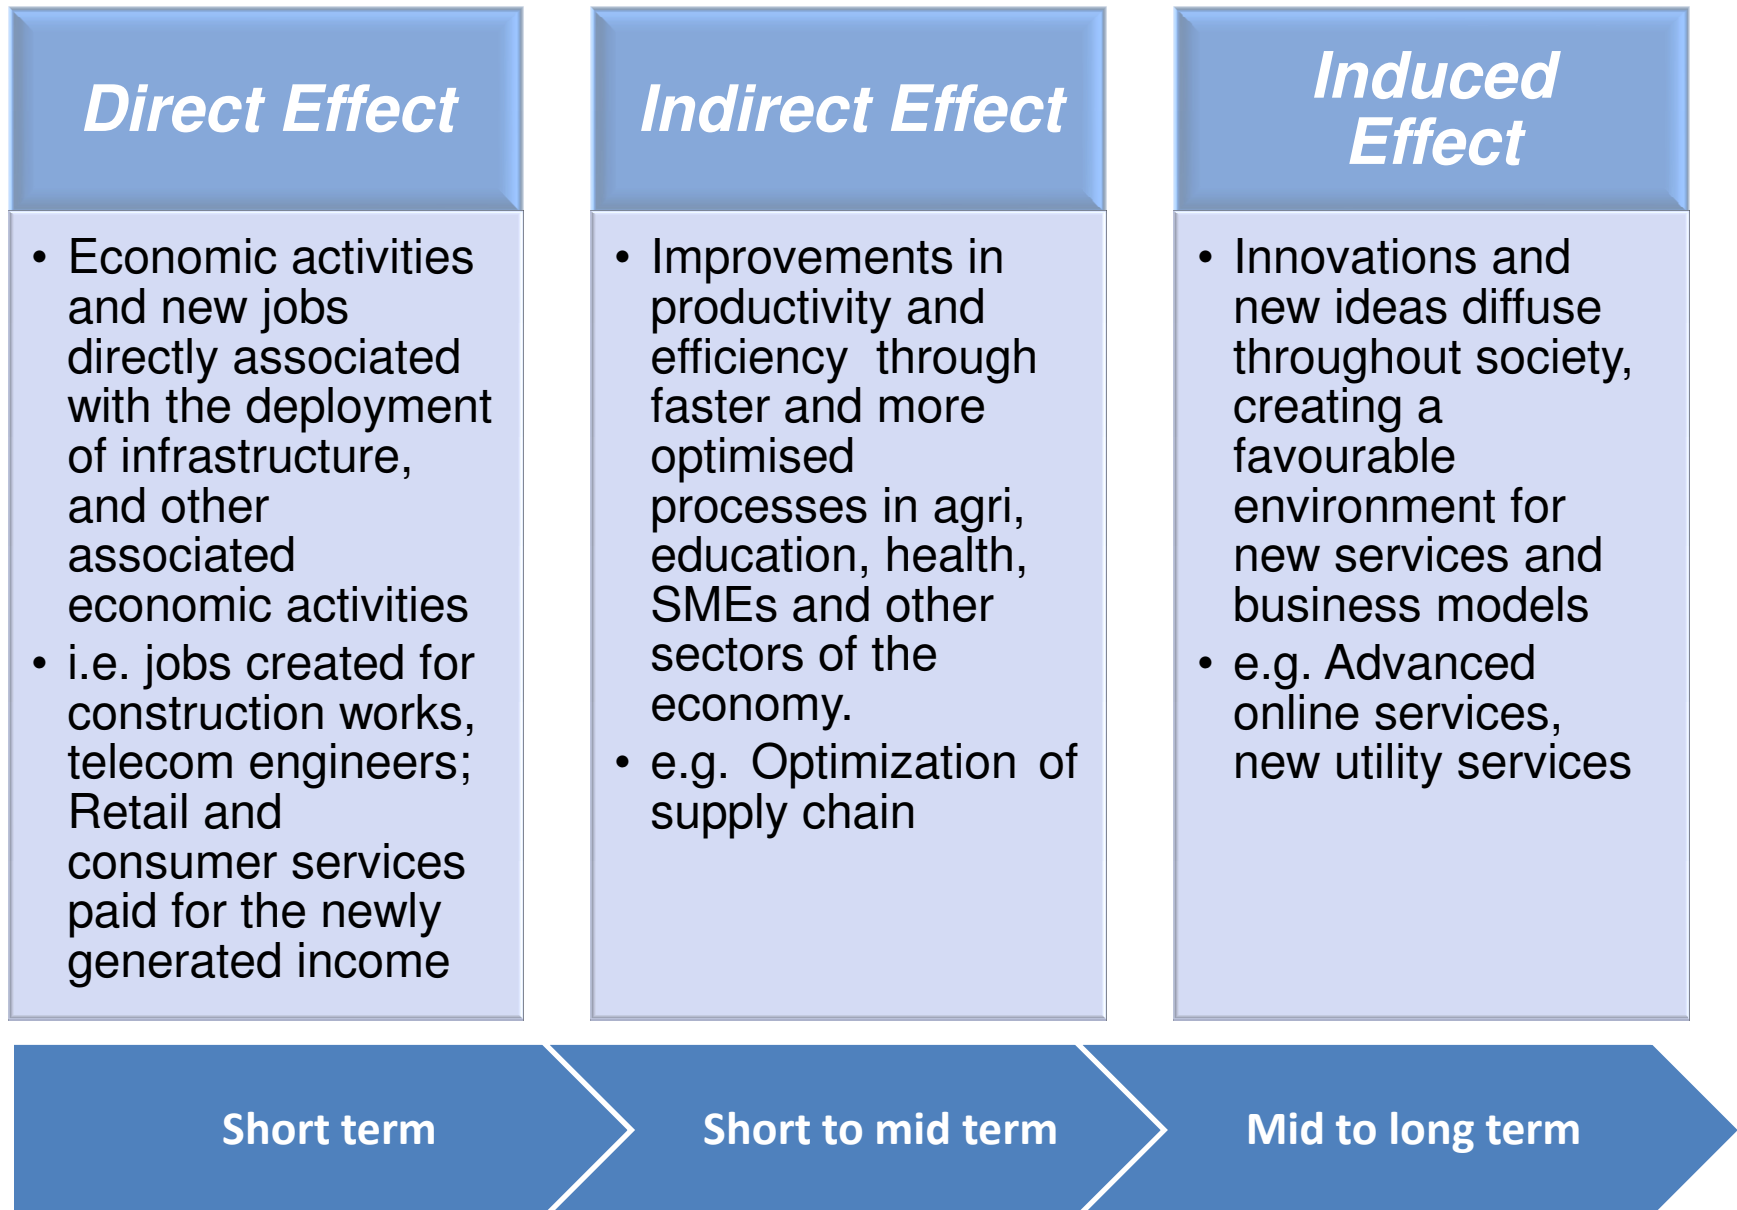 Direct Effect
• Economic activities
and new jobs
directly associated
with the deployment
of infrastructure,
and other
associated
economic activities
• i.e. jobs created for
construction works,
telecom engineers;
Retail and
consumer services
paid for the newly
generated income
Indirect Effect
• Improvements in
productivity and
efficiency through
faster and more
optimised
processes in agri,
education, health,
SMEs and other
sectors of the
economy.
• e.g. Optimization of
supply chain
Induced
Effect
• Innovations and
new ideas diffuse
throughout society,
creating a
favourable
environment for
new services and
business models
• e.g. Advanced
online services,
new utility services
Short term
Short to mid term
Mid to long term